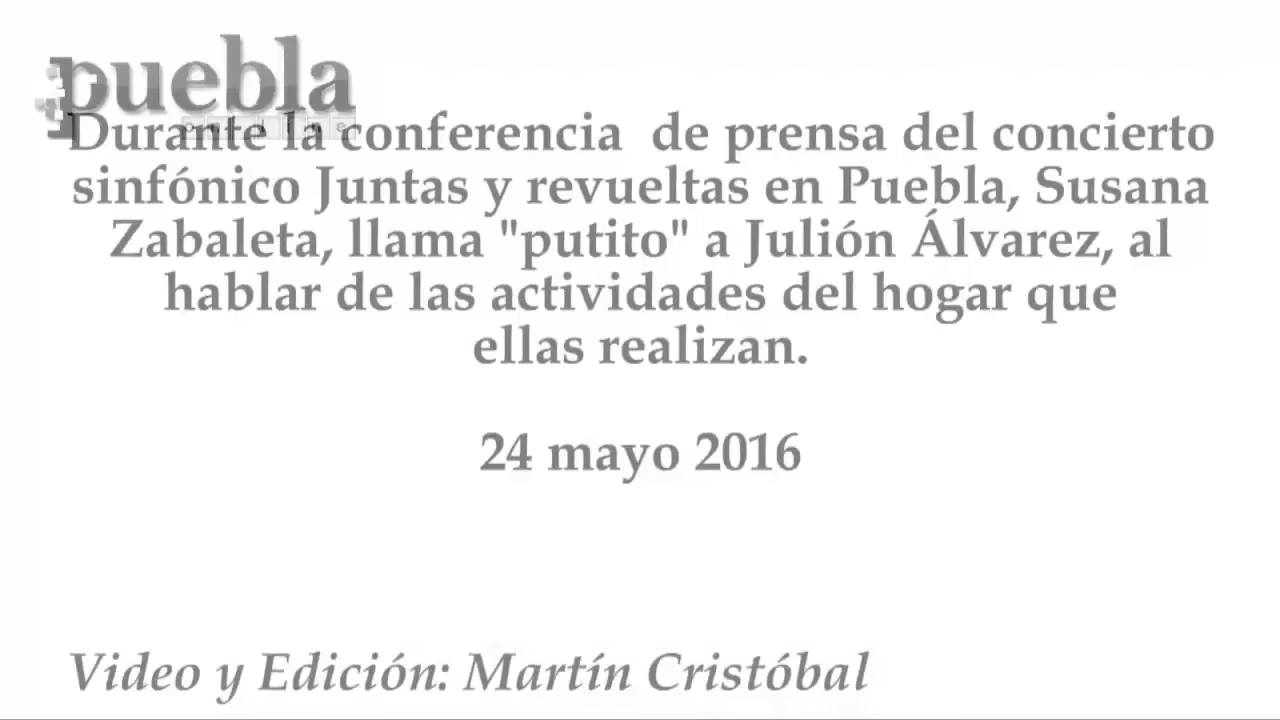 puebla
online
Durante la conferencia de prensa del concierto
sinfónico Juntas y revueltas en Puebla, Susana
Zabaleta, llama "putito" a Julión Álvarez, al
hablar de las actividades del hogar que
ellas realizan.
24 mayo 2016
Video y Edición: Martín Cristóbal